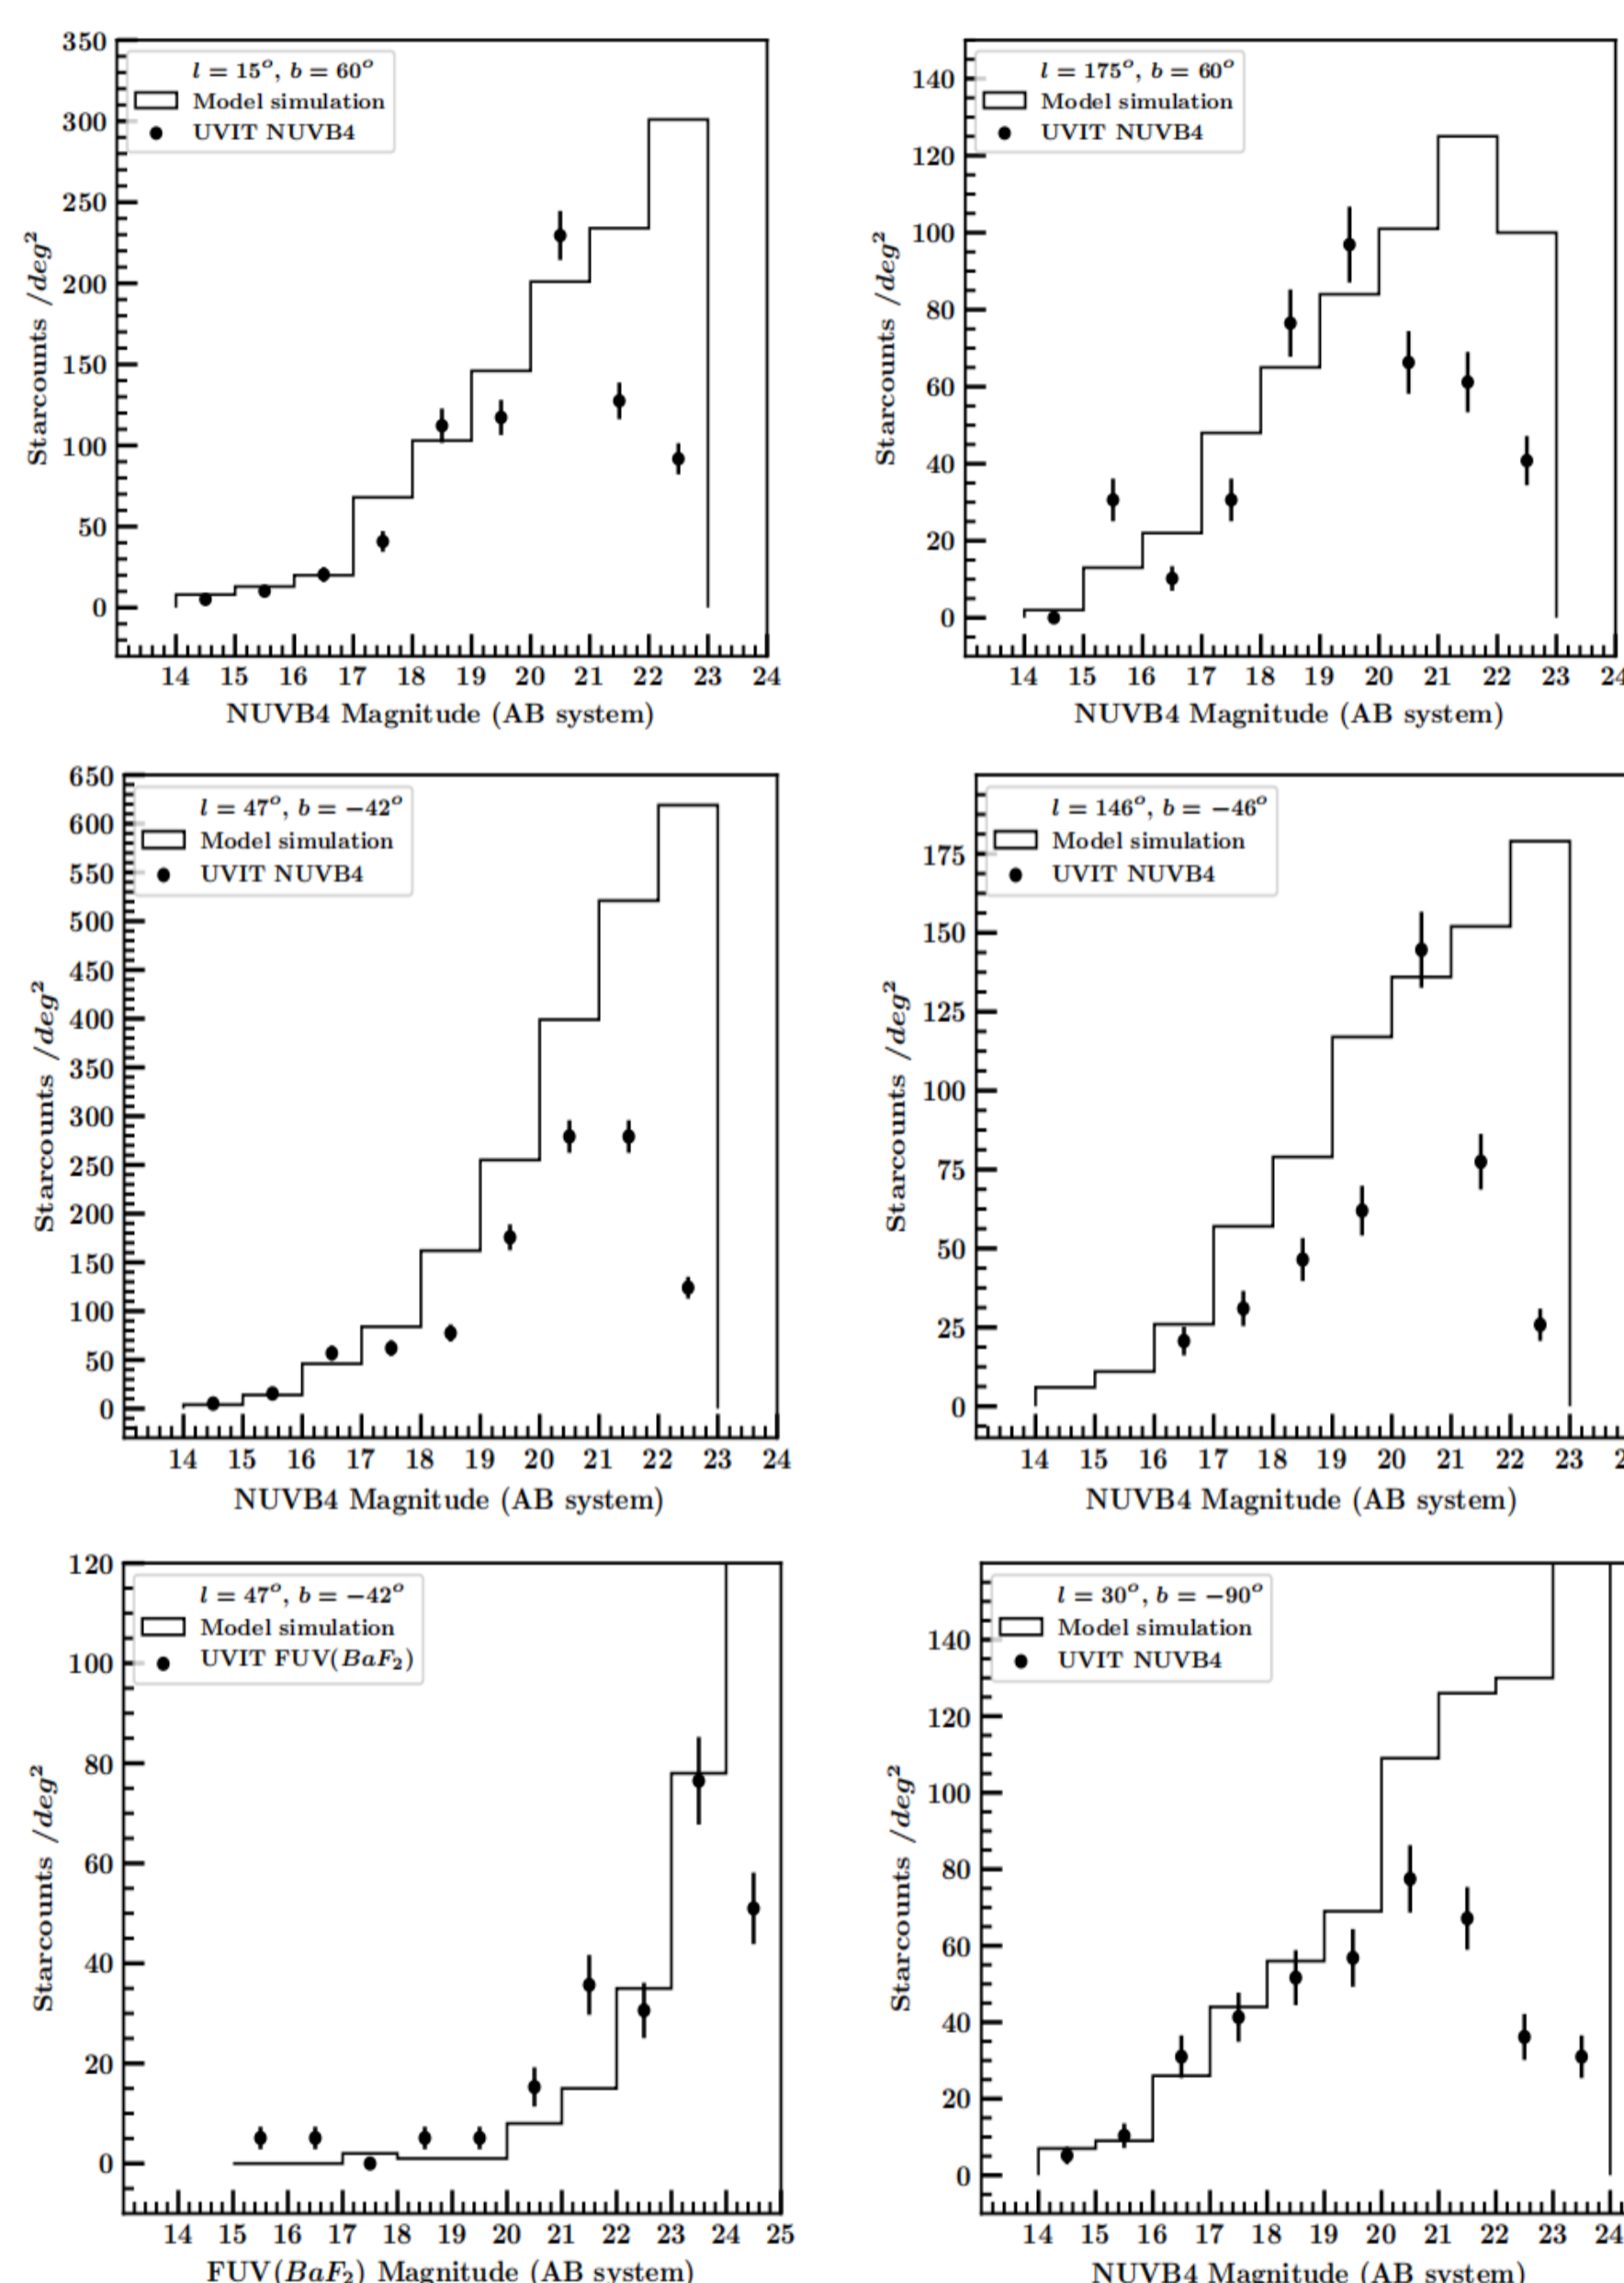 350
300
250
200
150
100
50
0
Starcounts /deg²
l = 15°, b = 60°
Model simulation
UVIT NUVB4
14 15 16 17 18 19 20 21 22 23 24
NUVB4 Magnitude (AB system)
140
120
100
80
60
40
20
0
Starcounts /deg²
l = 175°, b = 60°
Model simulation
UVIT NUVB4
14 15 16 17 18 19 20 21 22 23 24
NUVB4 Magnitude (AB system)
650
600
550
500
450
400
350
300
250
200
150
100
50
0
Starcounts /deg²
l = 47°, b = −42°
Model simulation
UVIT NUVB4
14 15 16 17 18 19 20 21 22 23 24
NUVB4 Magnitude (AB system)
175
150
125
100
75
50
25
0
Starcounts /deg²
l = 146°, b = −46°
Model simulation
UVIT NUVB4
14 15 16 17 18 19 20 21 22 23
NUVB4 Magnitude (AB system)
120
100
80
60
40
20
0
Starcounts /deg²
l = 47°, b = −42°
Model simulation
UVIT FUV(BaF₂)
14 15 16 17 18 19 20 21 22 23 24 25
FUV(BaF₂) Magnitude (AB system)
140
120
100
80
60
40
20
0
Starcounts /deg²
l = 30°, b = −90°
Model simulation
UVIT NUVB4
14 15 16 17 18 19 20 21 22 23 24
NUVB4 Magnitude (AB system)